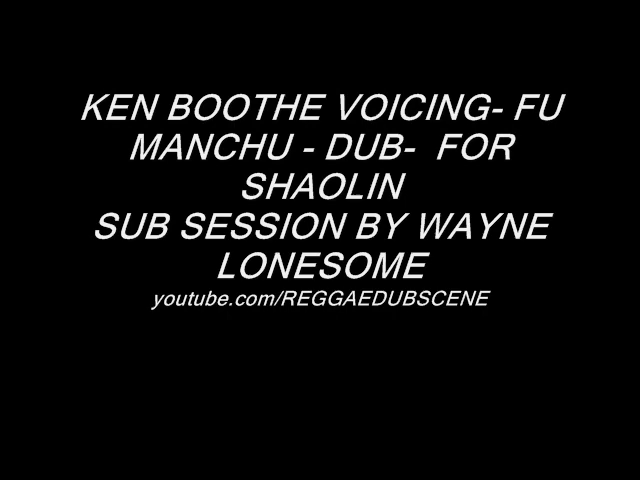 KEN BOOTHE VOICING- FU
MANCHU - DUB-  FOR
SHAOLIN
SUB SESSION BY WAYNE
LONESOME
youtube.com/REGGAEDUBSCENE